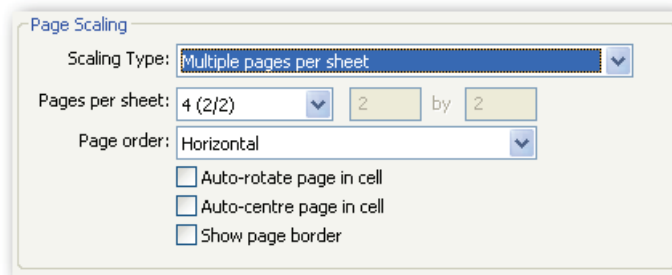 Page Scaling
Scaling Type: Multiple pages per sheet
Pages per sheet: 4 (2/2) 2 by 2
Page order: Horizontal
Auto-rotate page in cell
Auto-centre page in cell
Show page border